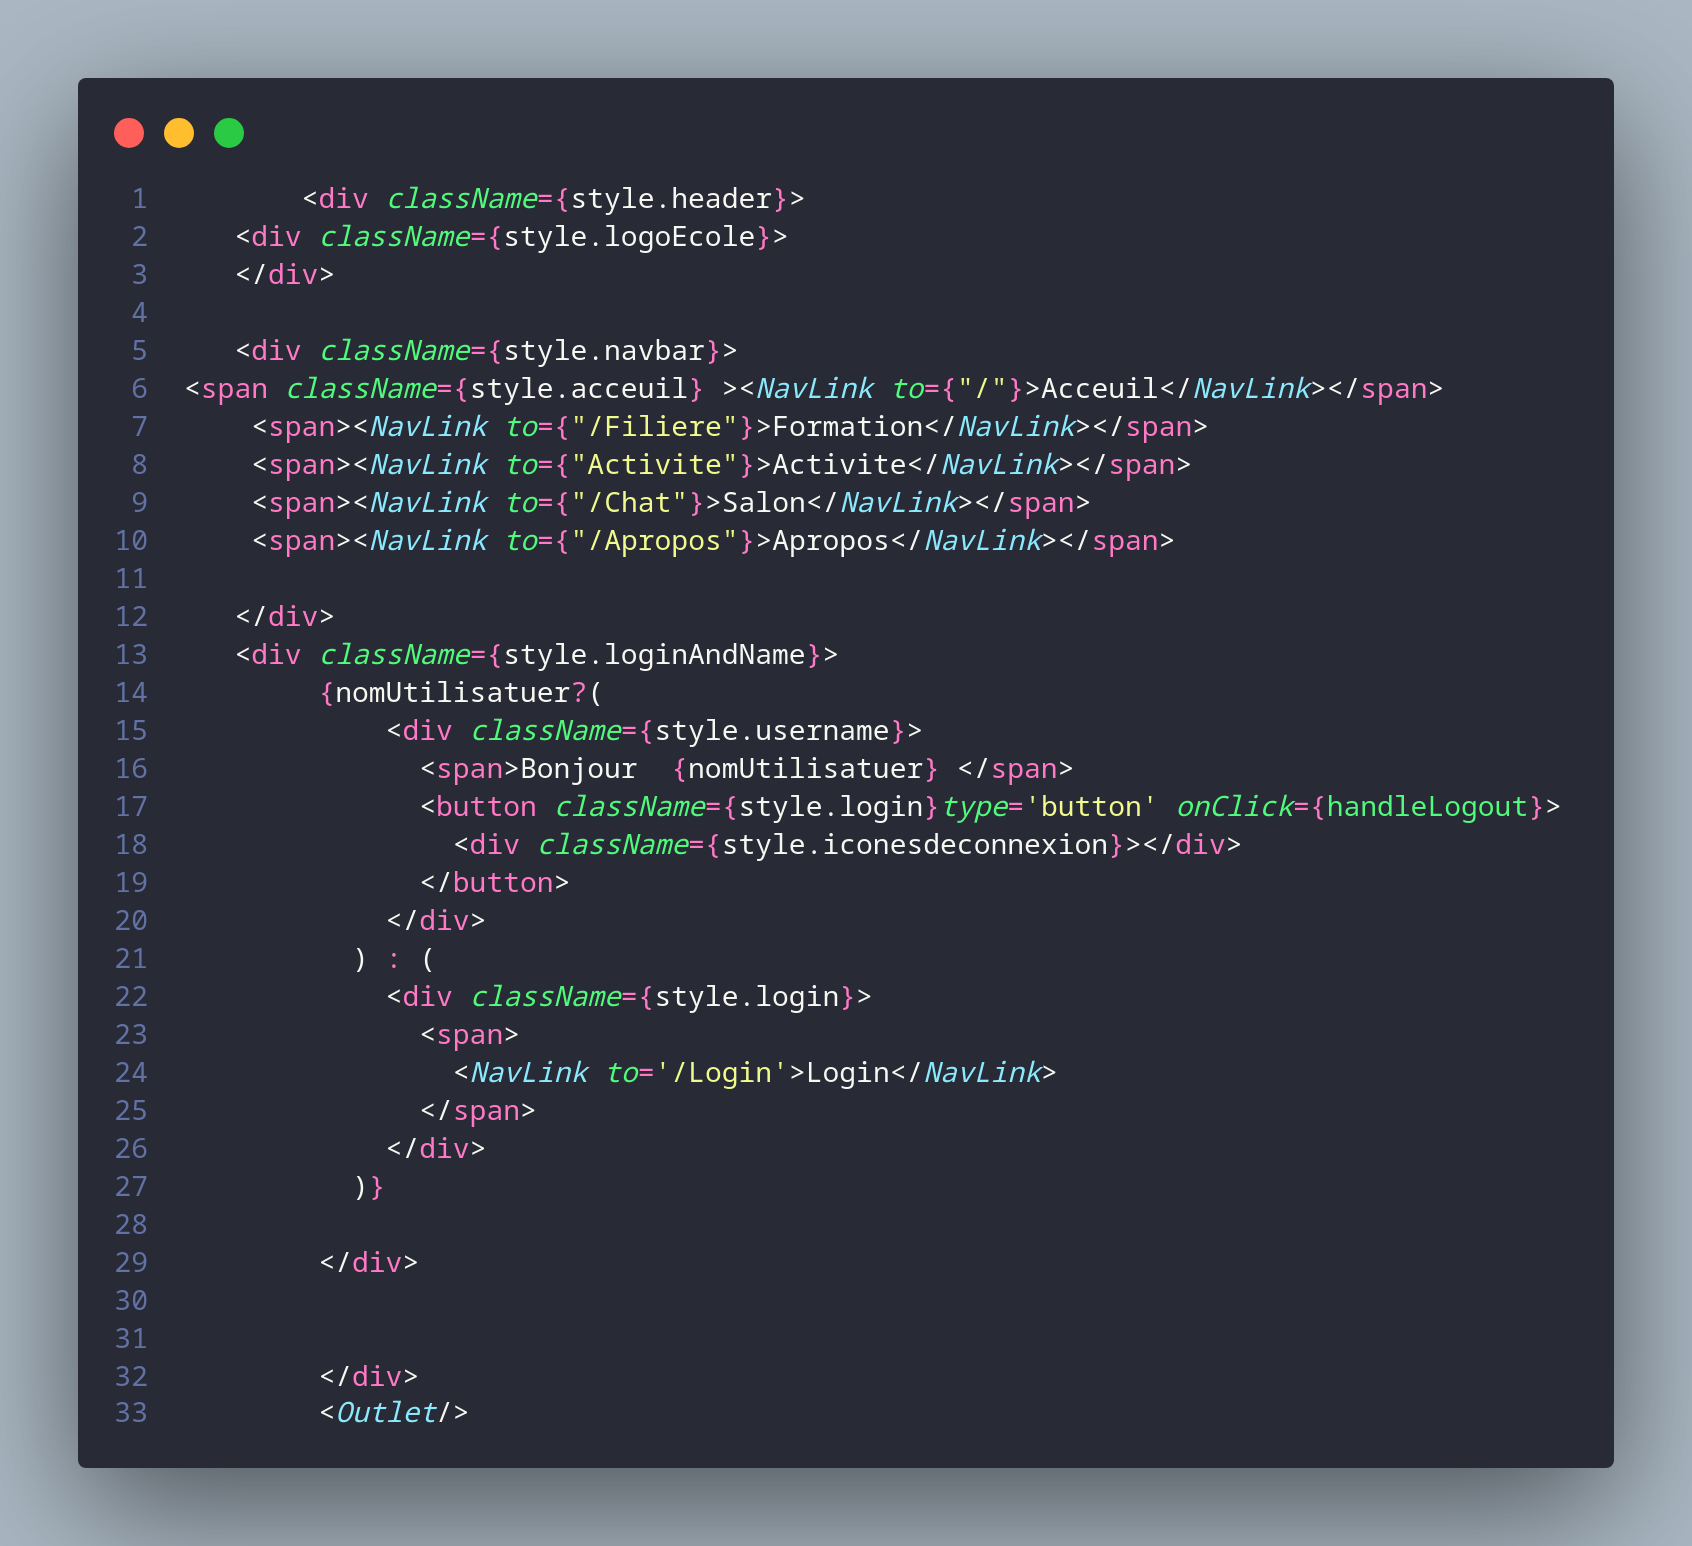 1        <div className={style.header}>
2    <div className={style.logoEcole}>
3    </div>
4
5    <div className={style.navbar}>
6 <span className={style.acceuil} ><NavLink to={"/"}>Acceuil</NavLink></span>
7     <span><NavLink to={"/Filiere"}>Formation</NavLink></span>
8     <span><NavLink to={"Activite"}>Activite</NavLink></span>
9     <span><NavLink to={"/Chat"}>Salon</NavLink></span>
10     <span><NavLink to={"/Apropos"}>Apropos</NavLink></span>
11
12    </div>
13    <div className={style.loginAndName}>
14         {nomUtilisatuer?(
15             <div className={style.username}>
16               <span>Bonjour  {nomUtilisatuer} </span>
17               <button className={style.login}type='button' onClick={handleLogout}>
18                 <div className={style.iconesdeconnexion}></div>
19               </button>
20             </div>
21           ) : (
22             <div className={style.login}>
23               <span>
24                 <NavLink to='/Login'>Login</NavLink>
25               </span>
26             </div>
27           )}
28
29         </div>
30
31
32         </div>
33         <Outlet/>